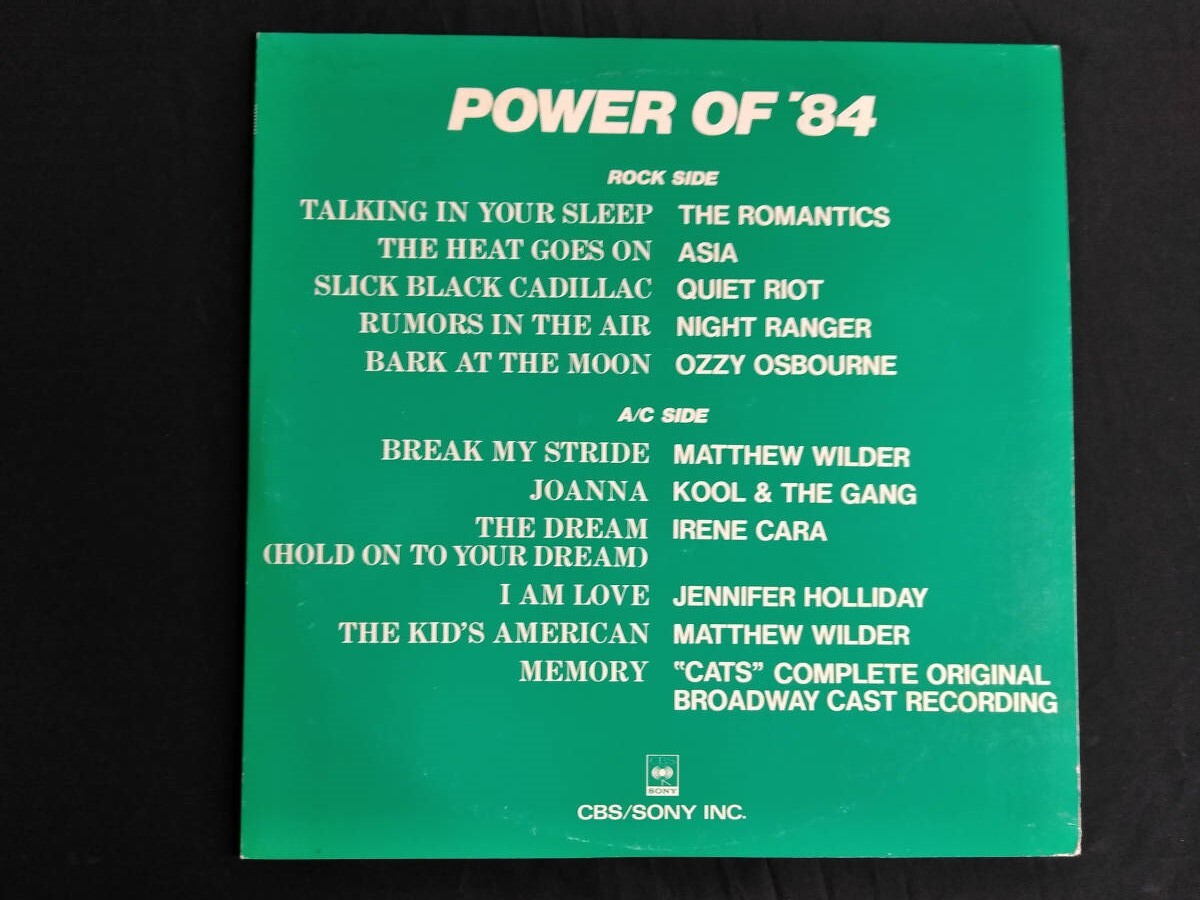 POWER OF '84
ROCK SIDE
TALKING IN YOUR SLEEP THE ROMANTICS
THE HEAT GOES ON ASIA
SLICK BLACK CADILLAC QUIET RIOT
RUMORS IN THE AIR NIGHT RANGER
BARK AT THE MOON OZZY OSBOURNE
A/C SIDE
BREAK MY STRIDE MATTHEW WILDER
JOANNA KOOL & THE GANG
THE DREAM IRENE CARA
(HOLD ON TO YOUR DREAM)
I AM LOVE JENNIFER HOLLIDAY
THE KID'S AMERICAN MATTHEW WILDER
MEMORY "CATS" COMPLETE ORIGINAL
BROADWAY CAST RECORDING
CBS
SONY
CBS/SONY INC.